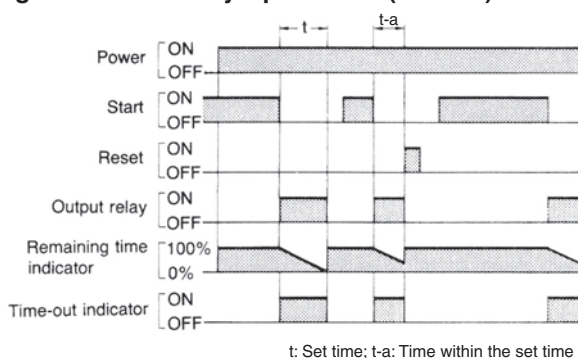 t
t-a
Power ON
OFF
Start ON
OFF
Reset ON
OFF
Output relay ON
OFF
Remaining time 100%
indicator 0%
Time-out indicator ON
OFF
t: Set time; t-a: Time within the set time